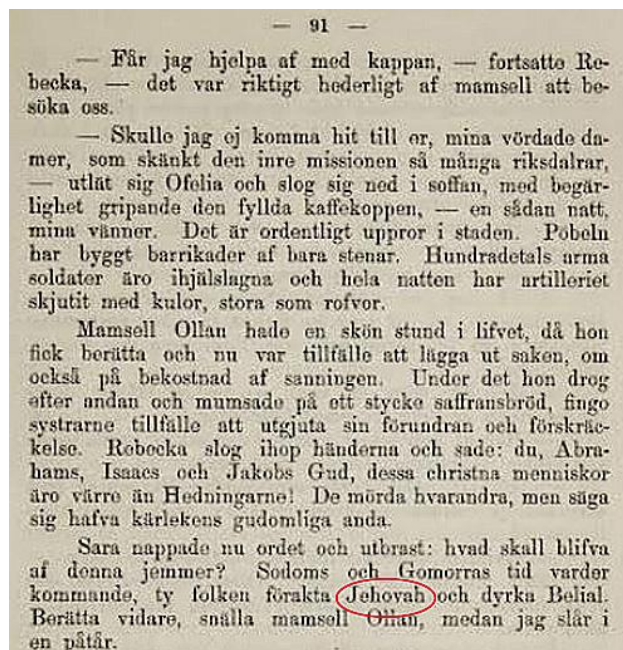 — 91 —
— Får jag hjelpa af med kappan, — fortsatte Re-
becka, — det var riktigt hederligt af mamsell att be-
söka oss.
— Skulle jag ej komma hit till er, mina vördade da-
mer, som skänkt den inre missionen så många riksdalrar,
— utlät sig Ofelia och slog sig ned i soffan, med begär-
lighet gripande den fyllda kaffekoppen, — en sådan natt,
mina vänner. Det är ordentligt uppror i staden. Pöbeln
har byggt barrikader af bara stenar. Hundradetals arma
soldater äro ihjälslagna och hela natten har artilleriet
skjutit med kulor, stora som rofvor.
Mamsell Ollan hade en skön stund i lifvet, då hon
fick berätta och nu var tillfälle att lägga ut saken, om
också på bekostnad af sanningen. Under det hon drog
efter andan och mumsade på ett stycke saffransbröd, fingo
systrarne tillfälle att utgjuta sin förundran och förskräc-
kelse. Rebecka slog ihop händerna och sade: du, Abra-
hams, Isaacs och Jakobs Gud, dessa christna menniskor
äro värre än Hedningarne! De mörda hvarandra, men säga
sig hafva kärlekens gudomliga anda.
Sara nappade nu ordet och utbrast: hvad skall blifva
af denna jemmer? Sodoms och Gomorras tid varder
kommande, ty folken förakta Jehovah och dyrka Belial.
Berätta vidare, snälla mamsell Ollan, medan jag slår i
en påtår.